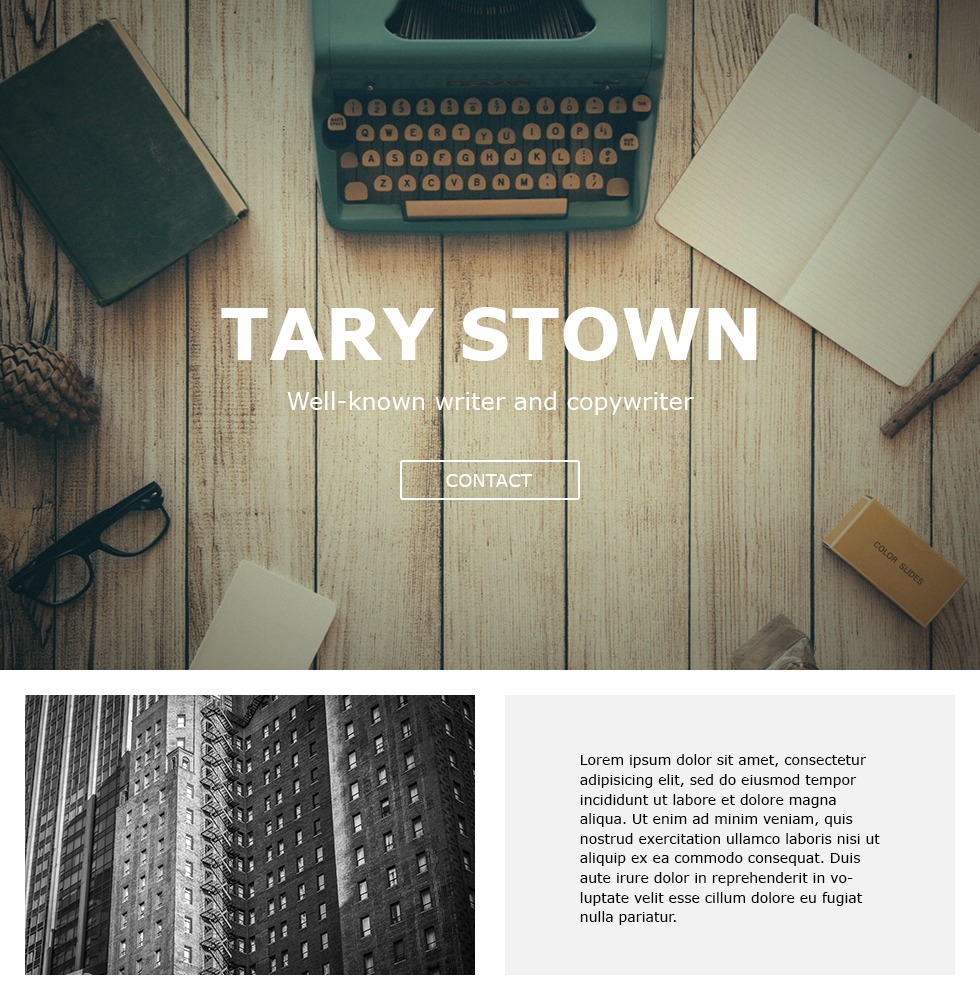 Q W E R T Y U I O P
A S D F G H J K L
Z X C V B N M
TARY STOWN
Well-known writer and copywriter
CONTACT
COLOR SLIDES
Lorem ipsum dolor sit amet, consectetur
adipisicing elit, sed do eiusmod tempor
incididunt ut labore et dolore magna
aliqua. Ut enim ad minim veniam, quis
nostrud exercitation ullamco laboris nisi ut
aliquip ex ea commodo consequat. Duis
aute irure dolor in reprehenderit in vo-
luptate velit esse cillum dolore eu fugiat
nulla pariatur.